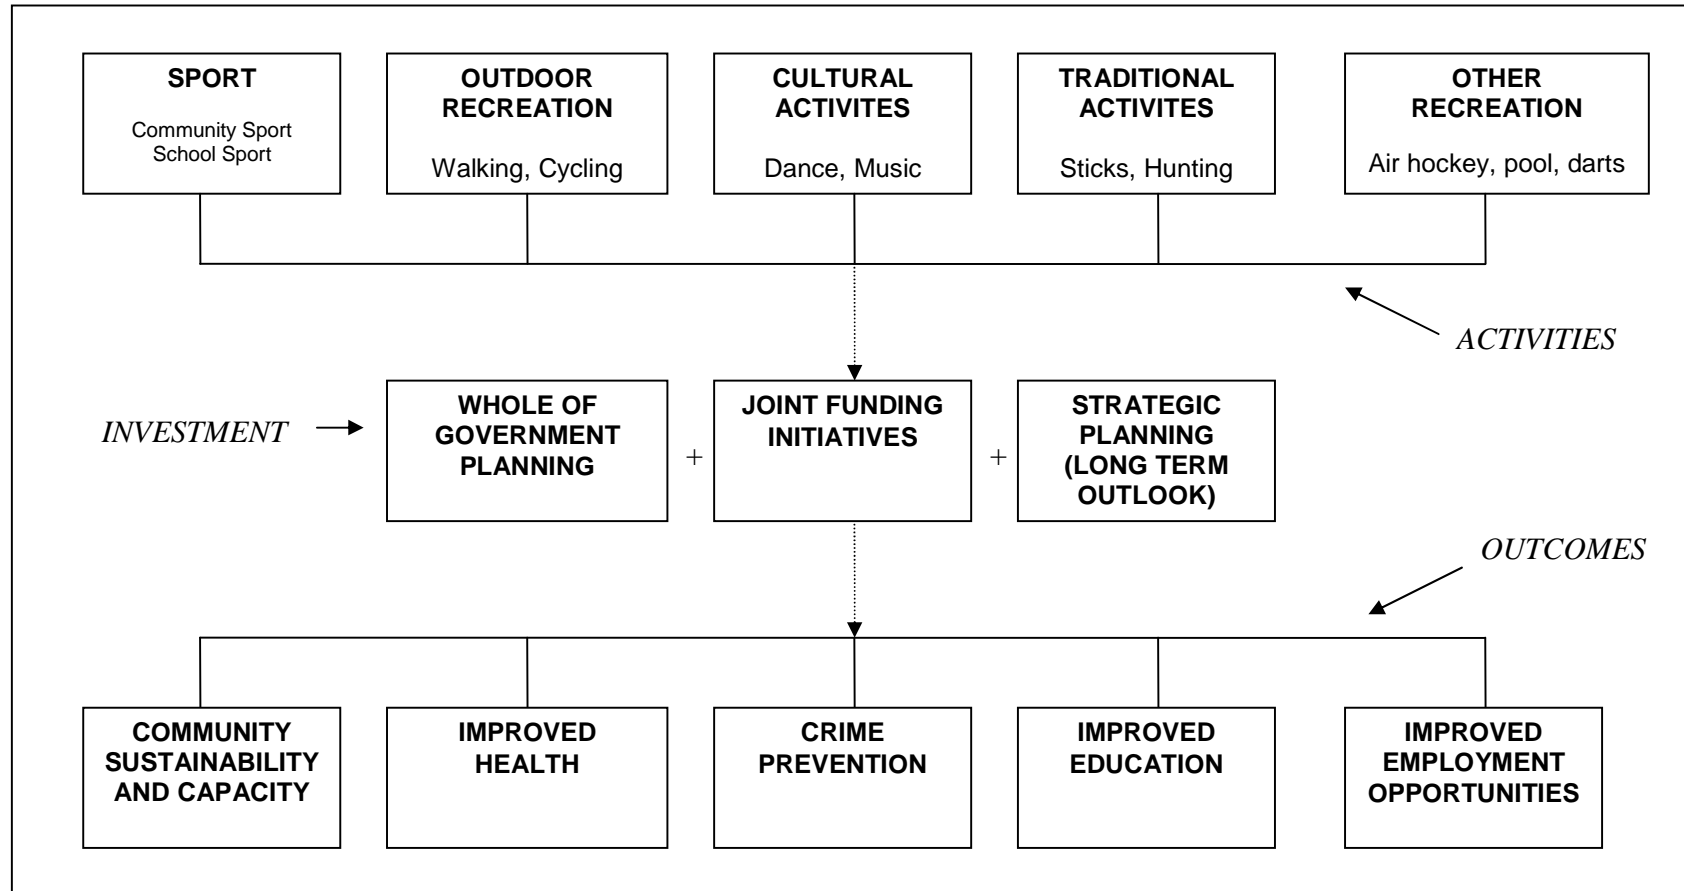 SPORT
Community Sport
School Sport
OUTDOOR
RECREATION
Walking, Cycling
CULTURAL
ACTIVITES
Dance, Music
TRADITIONAL
ACTIVITES
Sticks, Hunting
OTHER
RECREATION
Air hockey, pool, darts
ACTIVITIES
INVESTMENT
WHOLE OF
GOVERNMENT
PLANNING
+
JOINT FUNDING
INITIATIVES
+
STRATEGIC
PLANNING
(LONG TERM
OUTLOOK)
OUTCOMES
COMMUNITY
SUSTAINABILITY
AND CAPACITY
IMPROVED
HEALTH
CRIME
PREVENTION
IMPROVED
EDUCATION
IMPROVED
EMPLOYMENT
OPPORTUNITIES